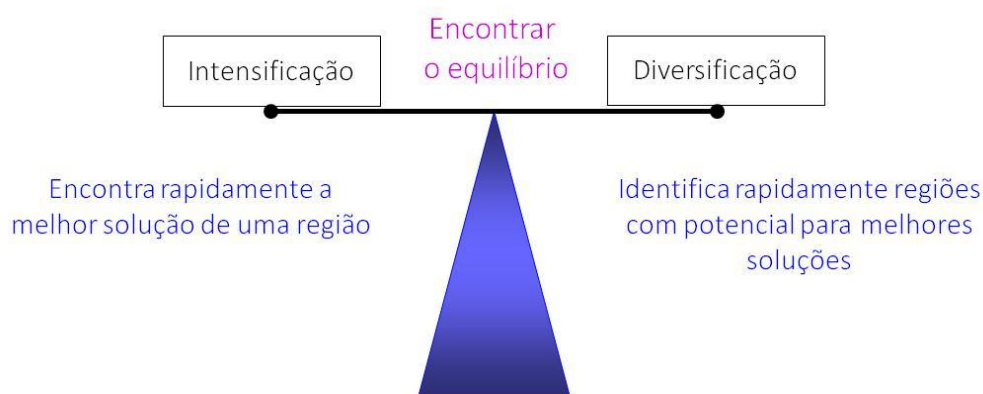 Encontrar
o equilíbrio
Intensificação
Diversificação
Encontra rapidamente a
melhor solução de uma região
Identifica rapidamente regiões
com potencial para melhores
soluções